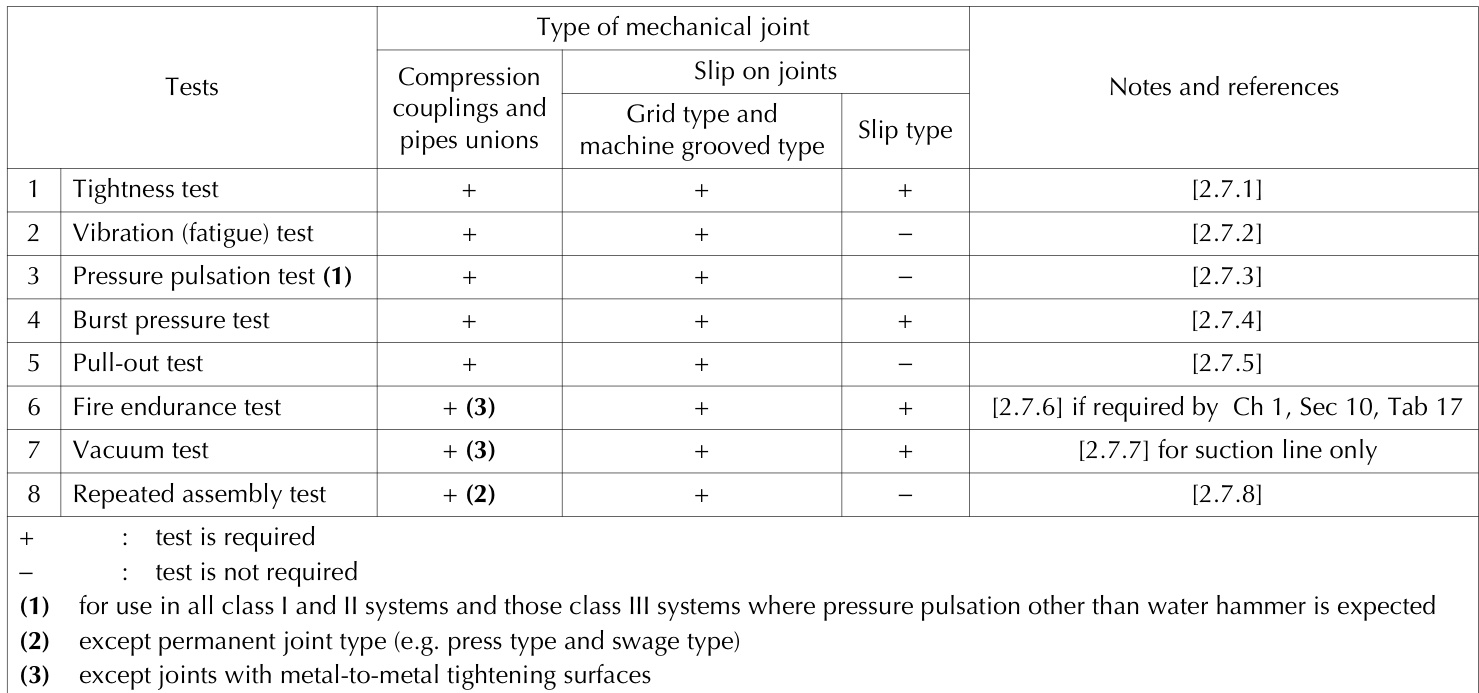 Tests
Type of mechanical joint
Notes and references
Compression
couplings and
pipes unions
Slip on joints
Grid type and
machine grooved type
Slip type
1 Tightness test + + + [2.7.1]
2 Vibration (fatigue) test + + − [2.7.2]
3 Pressure pulsation test (1) + + − [2.7.3]
4 Burst pressure test + + + [2.7.4]
5 Pull-out test + + − [2.7.5]
6 Fire endurance test + (3) + + [2.7.6] if required by Ch 1, Sec 10, Tab 17
7 Vacuum test + (3) + + [2.7.7] for suction line only
8 Repeated assembly test + (2) + − [2.7.8]
+ : test is required
− : test is not required
(1) for use in all class I and II systems and those class III systems where pressure pulsation other than water hammer is expected
(2) except permanent joint type (e.g. press type and swage type)
(3) except joints with metal-to-metal tightening surfaces